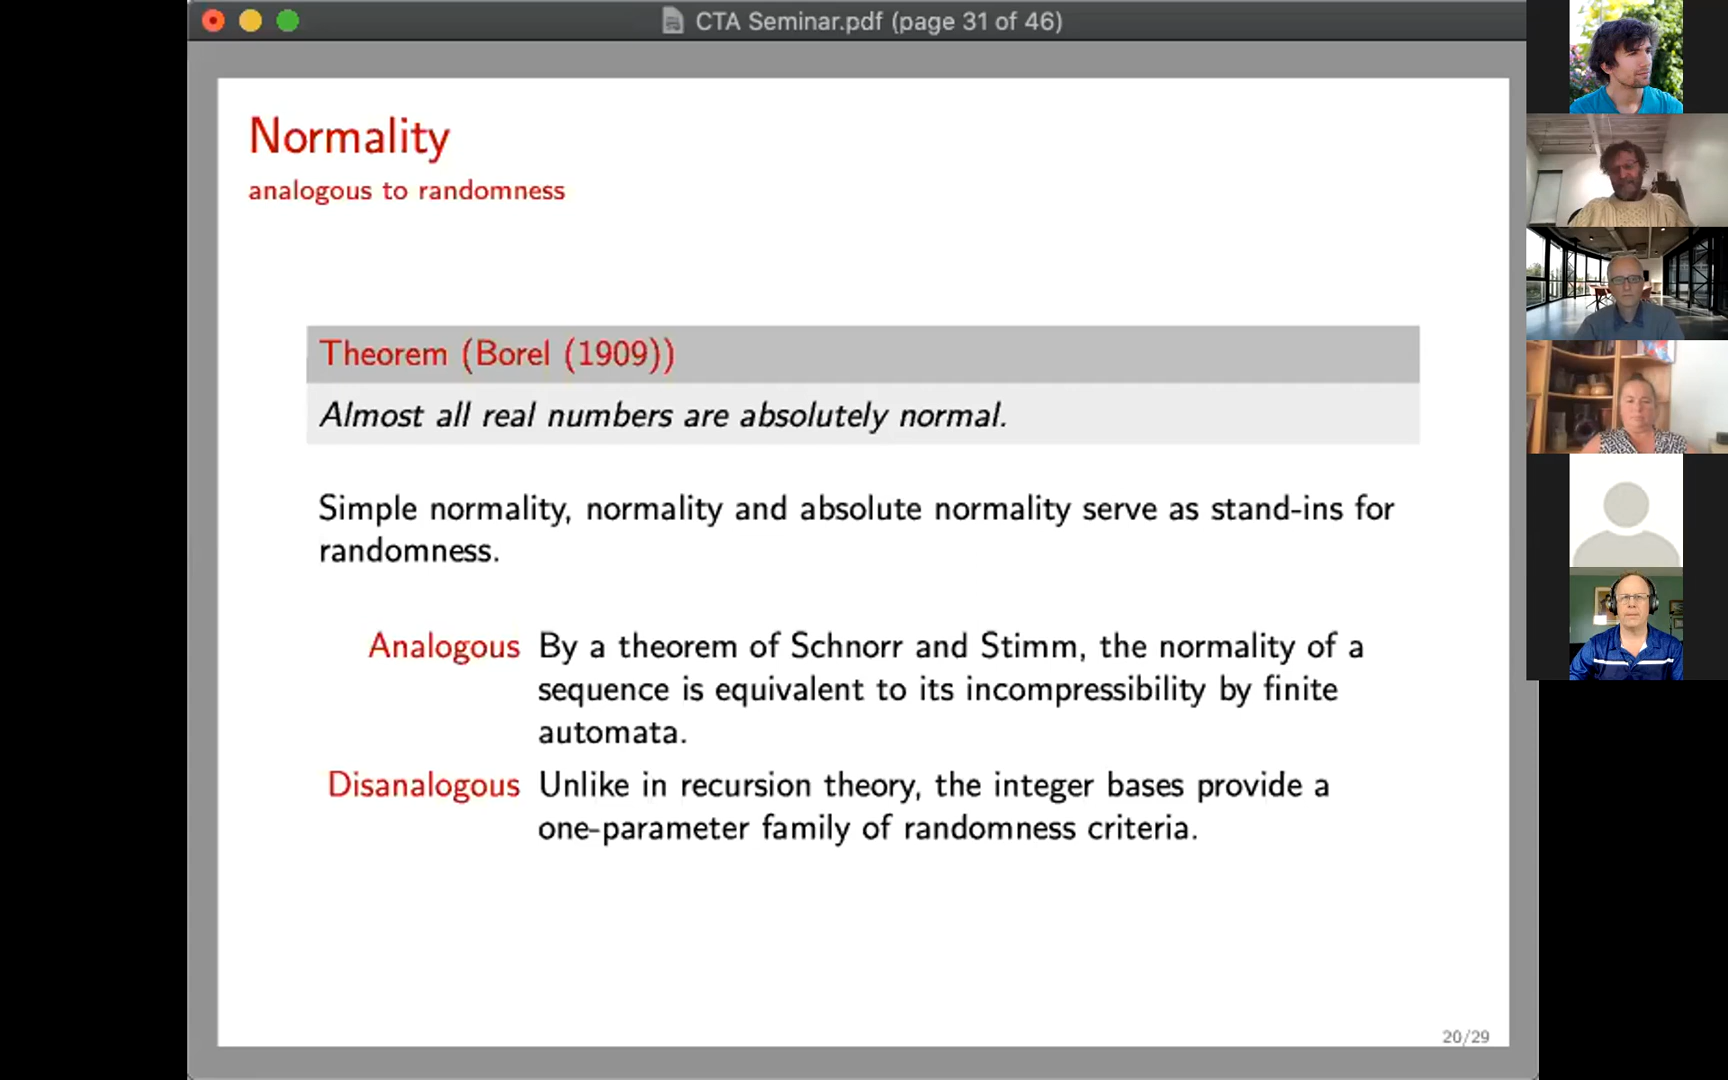 CTA Seminar.pdf (page 31 of 46)
Normality
analogous to randomness
Theorem (Borel (1909))
Almost all real numbers are absolutely normal.
Simple normality, normality and absolute normality serve as stand-ins for
randomness.
Analogous By a theorem of Schnorr and Stimm, the normality of a
sequence is equivalent to its incompressibility by finite
automata.
Disanalogous Unlike in recursion theory, the integer bases provide a
one-parameter family of randomness criteria.
20/29